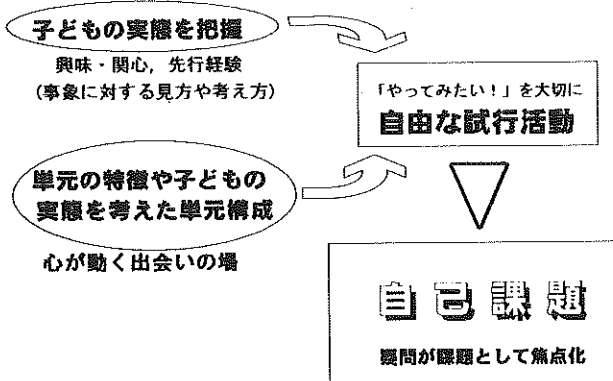 子どもの実態を把握
興味・関心，先行経験
（事象に対する見方や考え方）
「やってみたい！」を大切に
自由な試行活動
単元の特徴や子どもの
実態を考えた単元構成
心が動く出会いの場
自己課題
疑問が課題として焦点化